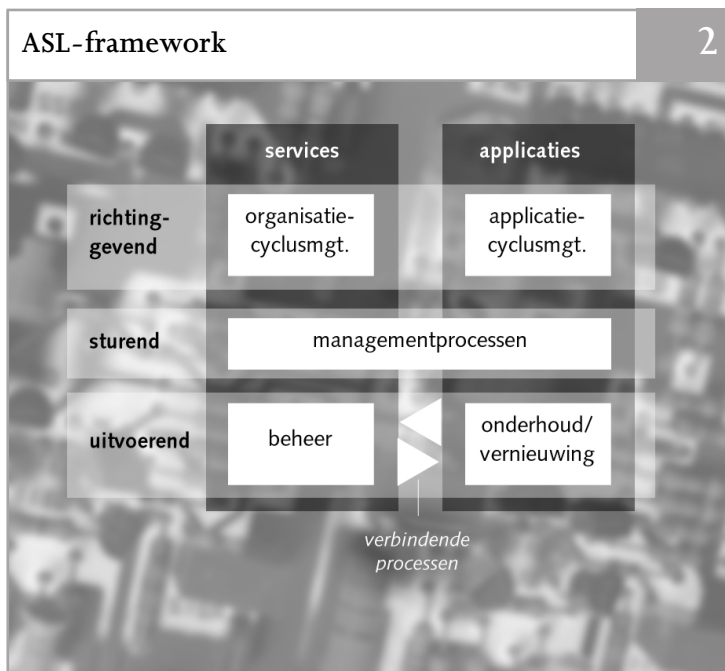 ASL-framework
2
services
applicaties
richting-
gevend
organisatie-
cyclusmgt.
applicatie-
cyclusmgt.
sturend
managementprocessen
uitvoerend
beheer
onderhoud/
vernieuwing
verbindende
processen